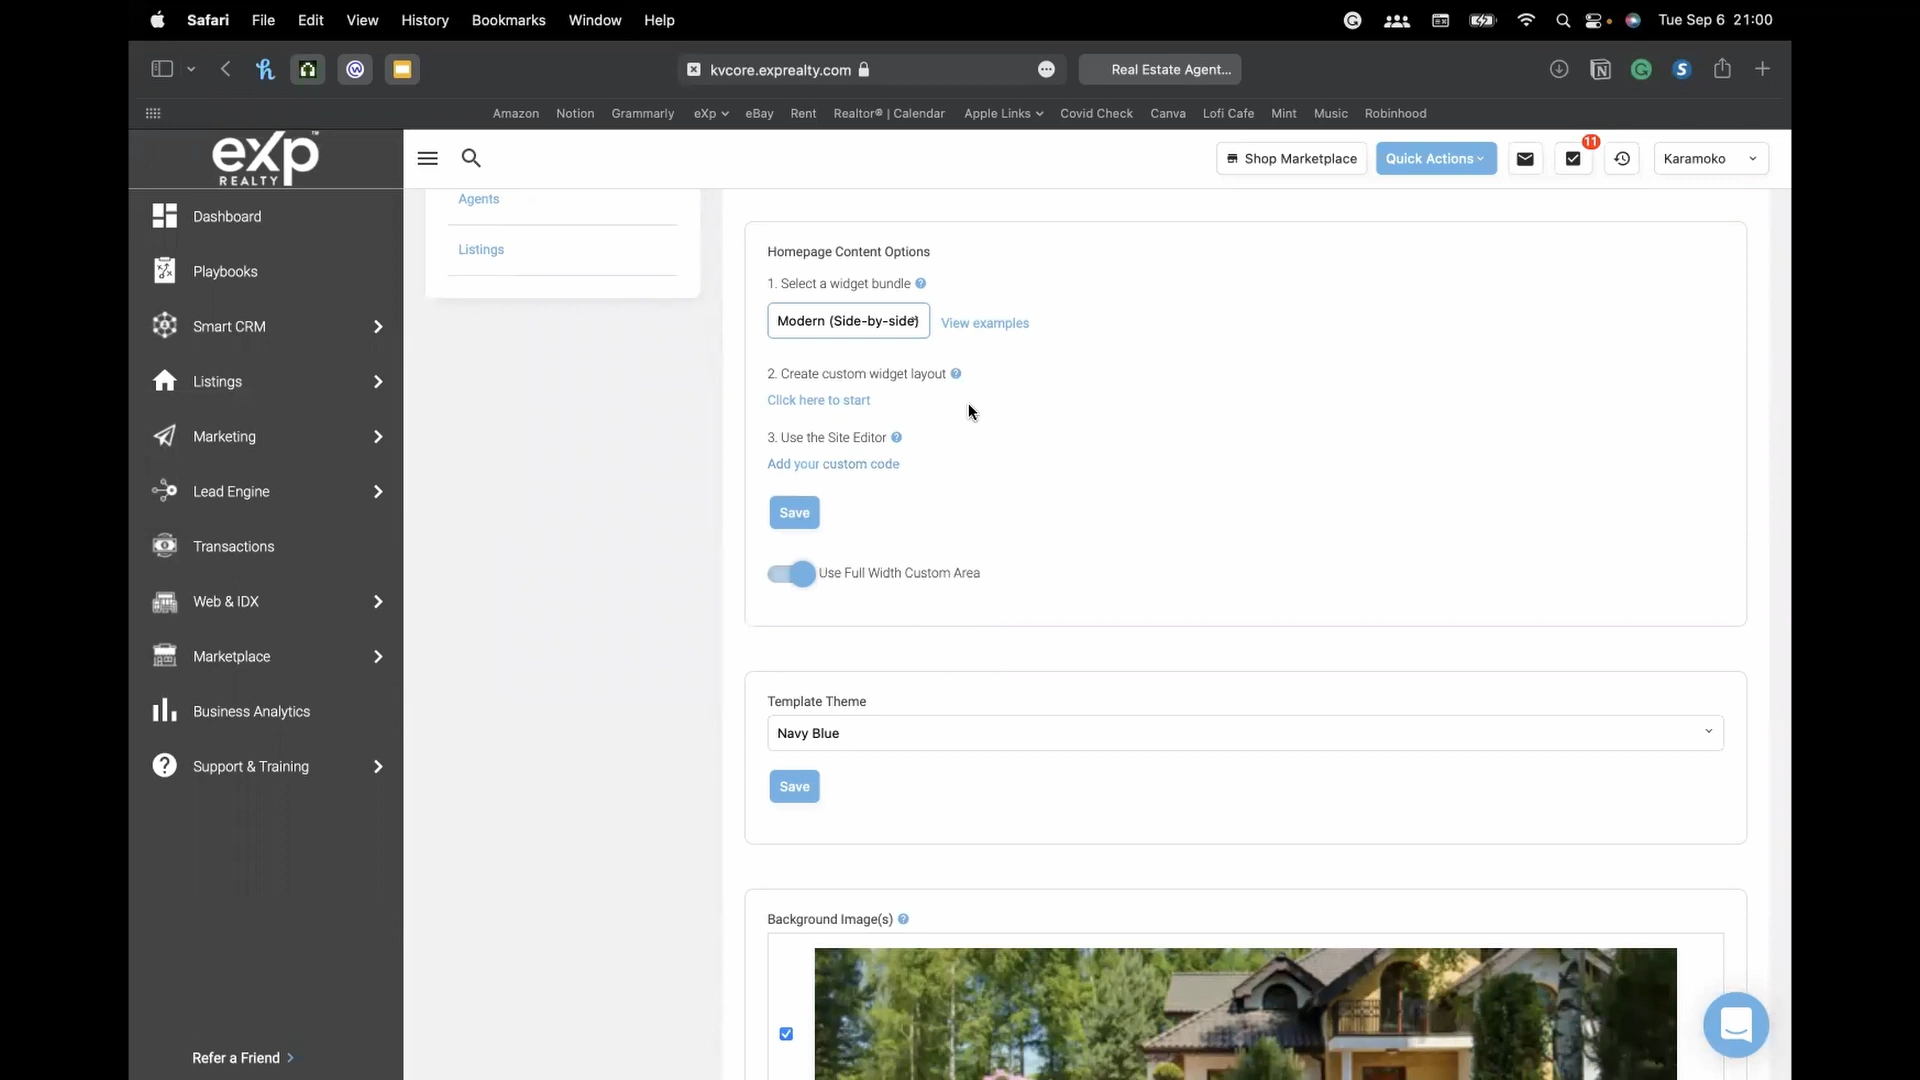 Safari File Edit View History Bookmarks Window Help Tue Sep 6 21:00
kvcore.exprealty.com Real Estate Agent...
Amazon Notion Grammarly eXp eBay Rent Realtor® | Calendar Apple Links Covid Check Canva Lofi Cafe Mint Music Robinhood
eXp™
REALTY
Shop Marketplace Quick Actions 11 Karamoko
Dashboard
Playbooks
Smart CRM
Listings
Marketing
Lead Engine
Transactions
Web & IDX
Marketplace
Business Analytics
Support & Training
Refer a Friend
Agents
Listings
Homepage Content Options
1. Select a widget bundle
Modern (Side-by-side) View examples
2. Create custom widget layout
Click here to start
3. Use the Site Editor
Add your custom code
Save
Use Full Width Custom Area
Template Theme
Navy Blue
Save
Background Image(s)